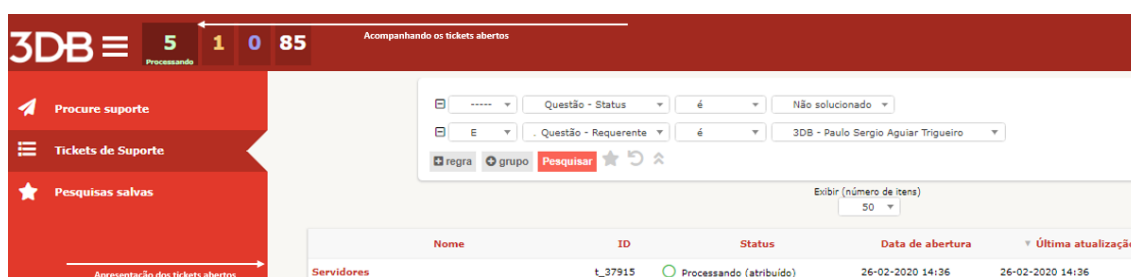 3DB 5 1 0 85
Processando
Acompanhando os tickets abertos
Procure suporte
Tickets de Suporte
Pesquisas salvas
Apresentação dos tickets abertos
----- Questão - Status é Não solucionado
E . Questão - Requerente é 3DB - Paulo Sergio Aguiar Trigueiro
regra grupo Pesquisar
Exibir (número de itens)
50
Nome ID Status Data de abertura Última atualização
Servidores t_37915 Processando (atribuído) 26-02-2020 14:36 26-02-2020 14:36